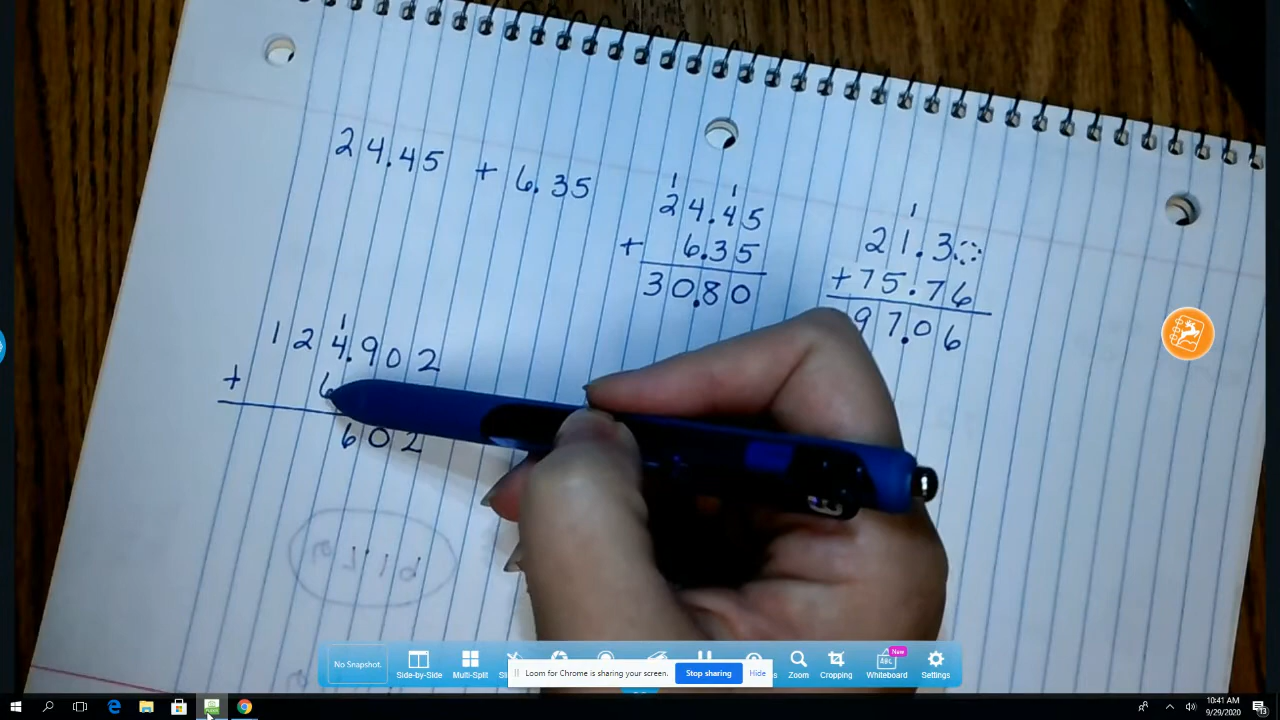 24.45 + 6.35
1 1
24.45
+ 6.35
30.80
1
21.30
+75.76
97.06
1
124.902
+ 6
602
No Snapshot.
Side-by-Side
Multi-Split
Zoom
Cropping
New
ABC
Whiteboard
Settings
Loom for Chrome is sharing your screen.
Stop sharing
Hide
10:41 AM
9/29/2020
13